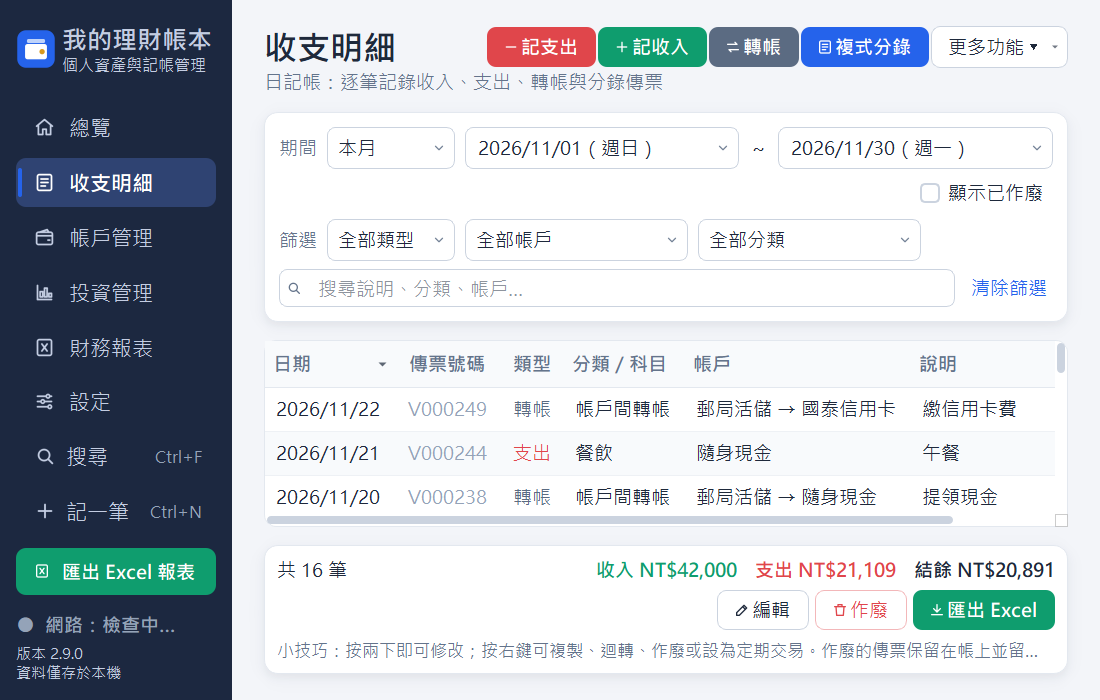 我的理財帳本
個人資產與記帳管理
總覽
收支明細
帳戶管理
投資管理
財務報表
設定
搜尋 Ctrl+F
記一筆 Ctrl+N
匯出 Excel 報表
網路：檢查中...
版本 2.9.0
資料僅存於本機
收支明細
− 記支出 + 記收入 ⇌ 轉帳 複式分錄 更多功能 ▾
日記帳：逐筆記錄收入、支出、轉帳與分錄傳票
期間 本月 2026/11/01 ( 週日 ) ~ 2026/11/30 ( 週一 )
顯示已作廢
篩選 全部類型 全部帳戶 全部分類
搜尋說明、分類、帳戶... 清除篩選
日期 傳票號碼 類型 分類 / 科目 帳戶 說明
2026/11/22 V000249 轉帳 帳戶間轉帳 郵局活儲 → 國泰信用卡 繳信用卡費
2026/11/21 V000244 支出 餐飲 隨身現金 午餐
2026/11/20 V000238 轉帳 帳戶間轉帳 郵局活儲 → 隨身現金 提領現金
共 16 筆 收入 NT$42,000 支出 NT$21,109 結餘 NT$20,891
編輯 作廢 匯出 Excel
小技巧：按兩下即可修改；按右鍵可複製、迴轉、作廢或設為定期交易。作廢的傳票保留在帳上並留...